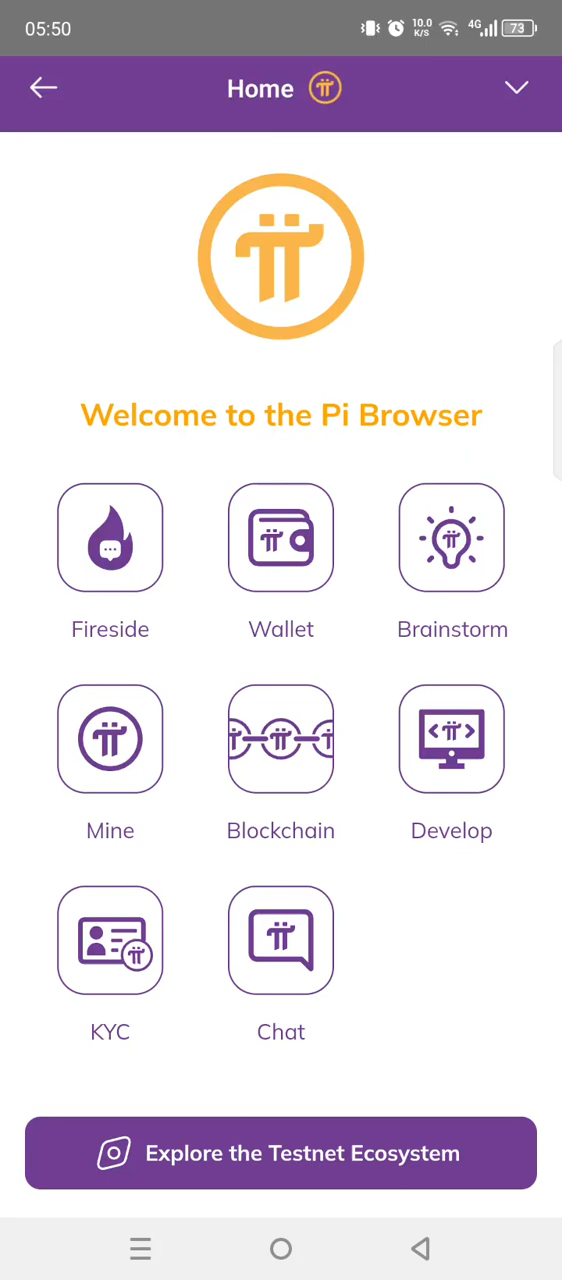 05:50
10.0
K/S
4G
73
Home
Welcome to the Pi Browser
Fireside
Wallet
Brainstorm
Mine
Blockchain
Develop
KYC
Chat
Explore the Testnet Ecosystem